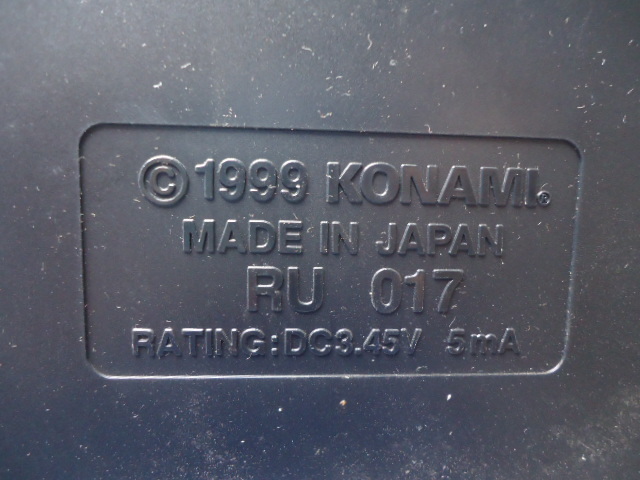 ©1999 KONAMI®
MADE IN JAPAN
RU 017
RATING:DC3.45V 5mA